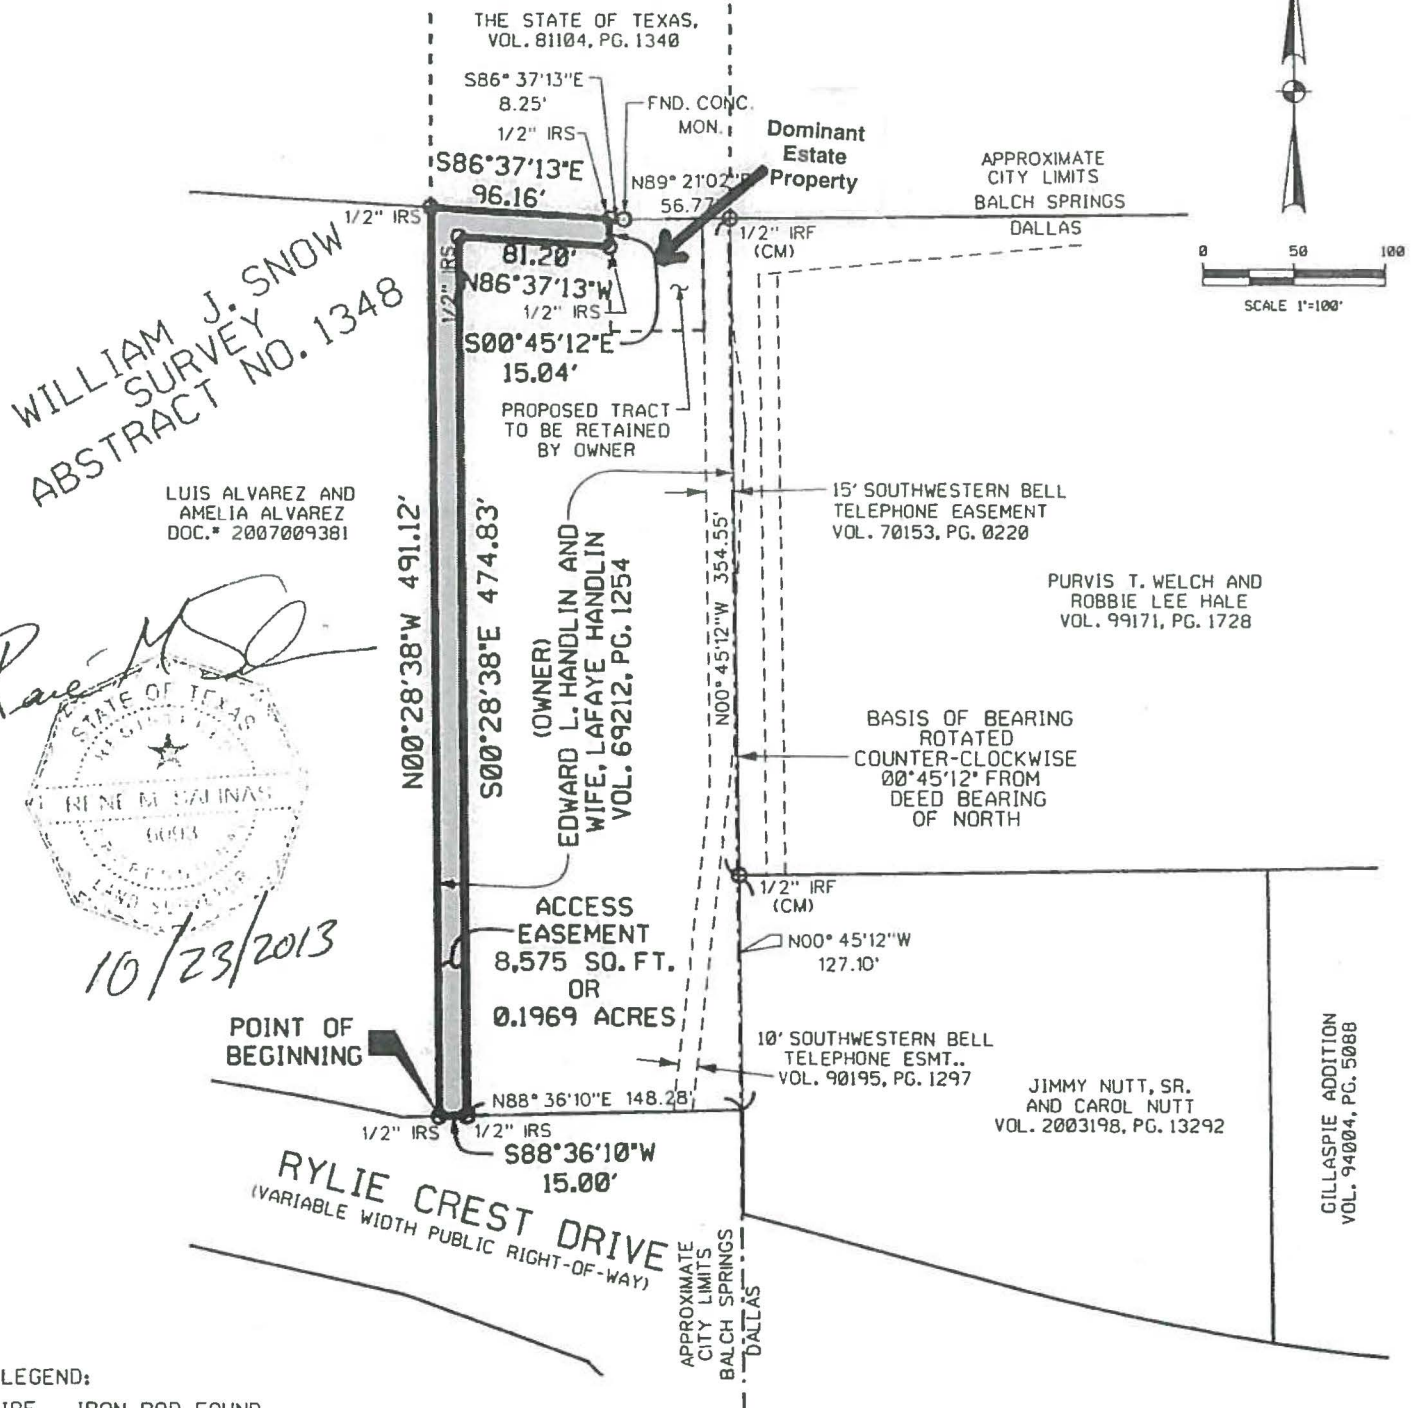 THE STATE OF TEXAS,
VOL. 81104, PG. 1340
S86° 37'13"E
8.25'
1/2" IRS
FND. CONC.
MON.
Dominant
Estate
Property
S86°37'13"E
96.16'
N89° 21'02"
56.77
APPROXIMATE
CITY LIMITS
BALCH SPRINGS
DALLAS
1/2" IRS
1/2" IRF
(CM)
0 50 100
SCALE 1"=100'
WILLIAM J. SNOW
SURVEY
ABSTRACT NO. 1348
1/2" IRS
81.20'
N86°37'13"W
1/2" IRS
S00°45'12"E
15.04'
PROPOSED TRACT
TO BE RETAINED
BY OWNER
LUIS ALVAREZ AND
AMELIA ALVAREZ
DOC.# 2007009381
15' SOUTHWESTERN BELL
TELEPHONE EASEMENT
VOL. 70153, PG. 0220
N00°28'38"W 491.12'
S00°28'38"E 474.83'
(OWNER)
EDWARD L. HANDLIN AND
WIFE, LAFAYE HANDLIN
VOL. 69212, PG. 1254
N00° 45'12"W 354.55'
PURVIS T. WELCH AND
ROBBIE LEE HALE
VOL. 99171, PG. 1728
STATE OF TEXAS
RENE M. SALINAS
6093
LAND SURVEYOR
10/23/2013
BASIS OF BEARING
ROTATED
COUNTER-CLOCKWISE
00°45'12" FROM
DEED BEARING
OF NORTH
1/2" IRF
(CM)
ACCESS
EASEMENT
8,575 SQ. FT.
OR
0.1969 ACRES
N00° 45'12"W
127.10'
POINT OF
BEGINNING
10' SOUTHWESTERN BELL
TELEPHONE ESMT..
VOL. 90195, PG. 1297
N88° 36'10"E 148.28'
1/2" IRS
1/2" IRS
S88°36'10"W
15.00'
JIMMY NUTT, SR.
AND CAROL NUTT
VOL. 2003198, PG. 13292
GILLASPIE ADDITION
VOL. 94004, PG. 5088
RYLIE CREST DRIVE
(VARIABLE WIDTH PUBLIC RIGHT-OF-WAY)
APPROXIMATE
CITY LIMITS
BALCH SPRINGS
DALLAS
LEGEND: